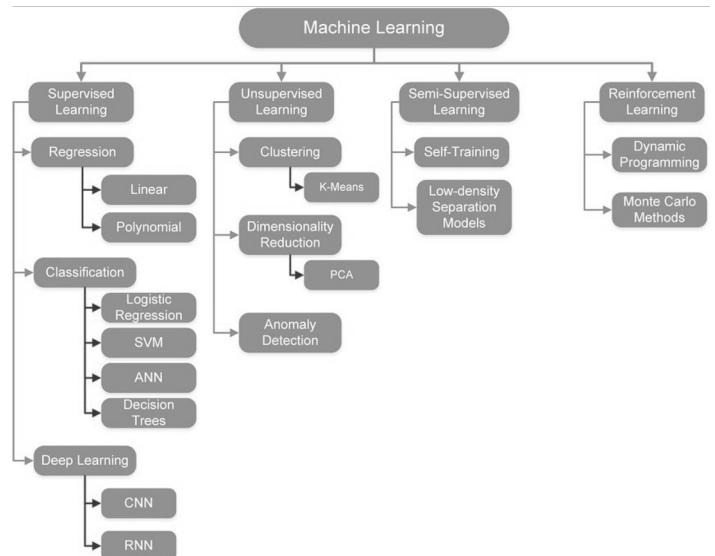 Machine Learning
Supervised
Learning
Unsupervised
Learning
Semi-Supervised
Learning
Reinforcement
Learning
Regression
Linear
Polynomial
Classification
Logistic
Regression
SVM
ANN
Decision
Trees
Deep Learning
CNN
RNN
Clustering
K-Means
Dimensionality
Reduction
PCA
Anomaly
Detection
Self-Training
Low-density
Separation
Models
Dynamic
Programming
Monte Carlo
Methods